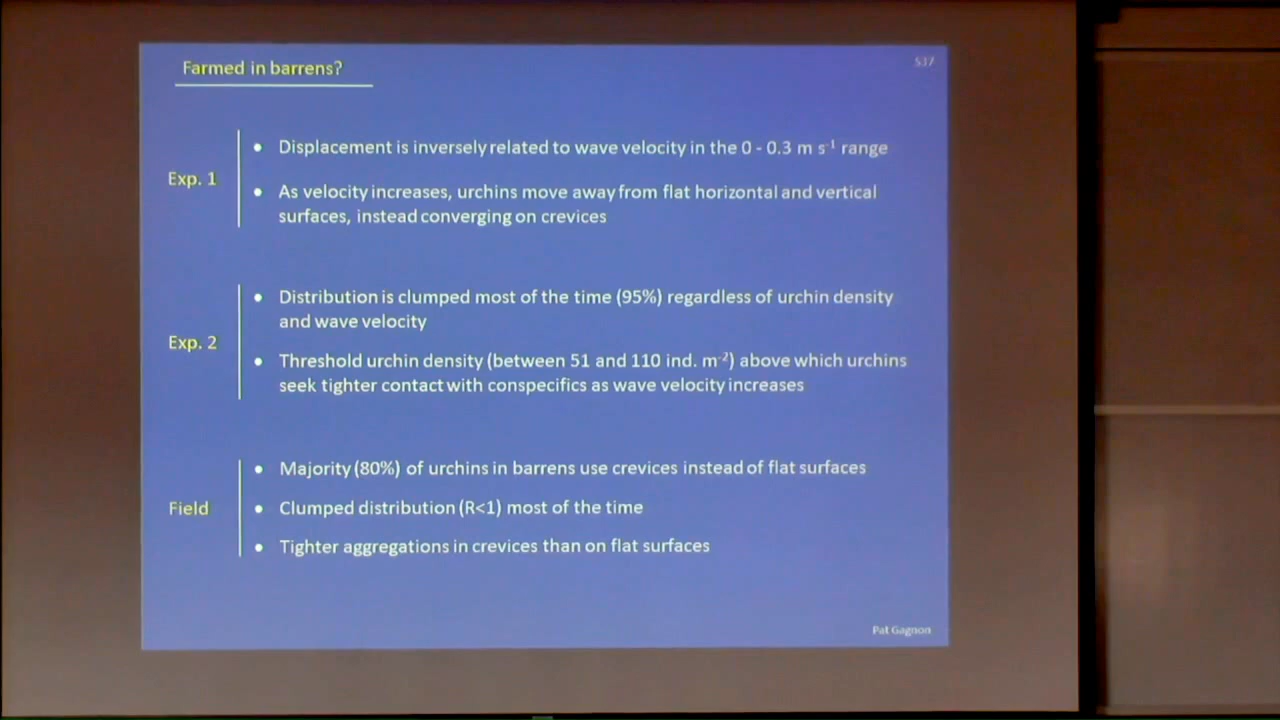 Farmed in barrens?
537
Exp. 1
• Displacement is inversely related to wave velocity in the 0 - 0.3 m s⁻¹ range
• As velocity increases, urchins move away from flat horizontal and vertical
surfaces, instead converging on crevices
Exp. 2
• Distribution is clumped most of the time (95%) regardless of urchin density
and wave velocity
• Threshold urchin density (between 51 and 110 ind. m⁻²) above which urchins
seek tighter contact with conspecifics as wave velocity increases
Field
• Majority (80%) of urchins in barrens use crevices instead of flat surfaces
• Clumped distribution (R<1) most of the time
• Tighter aggregations in crevices than on flat surfaces
Pat Gagnon